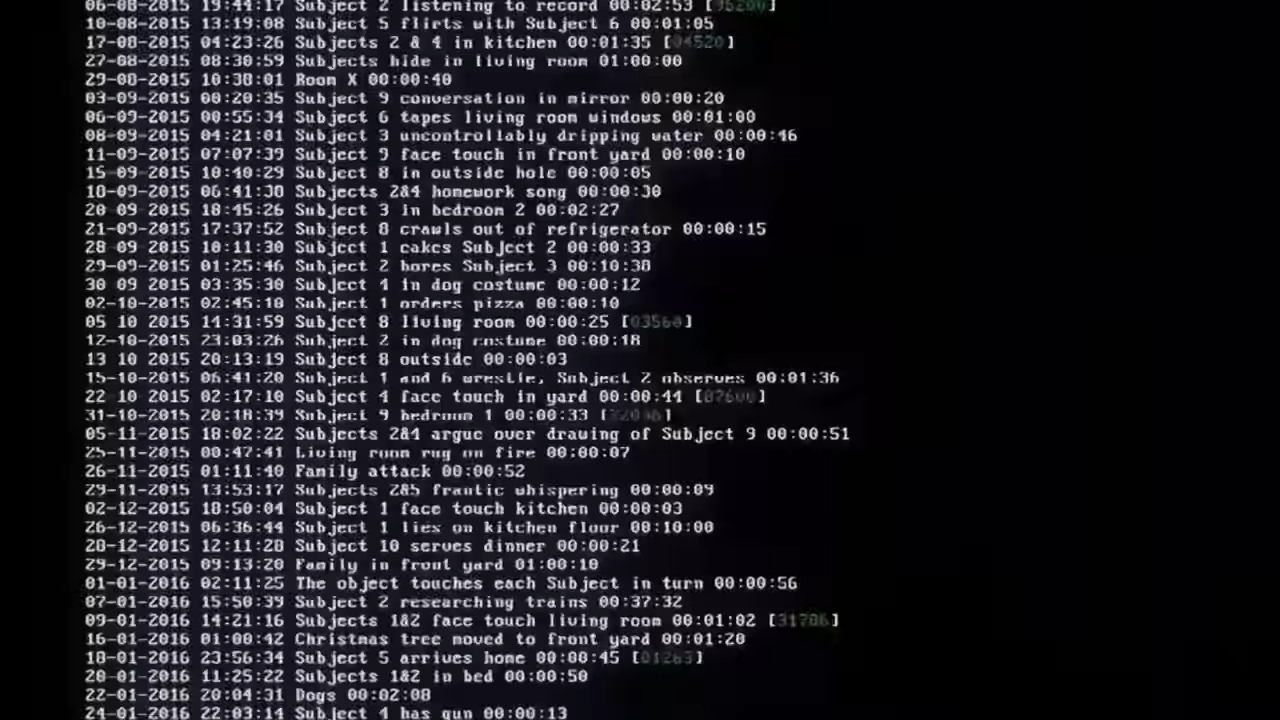 06-08-2015 19:44:17 Subject 2 listening to record 00:02:53 [95200]
10-08-2015 13:19:08 Subject 5 flirts with Subject 6 00:01:05
17-08-2015 04:23:26 Subjects 2 & 4 in kitchen 00:01:35 [04520]
27-08-2015 08:30:59 Subjects hide in living room 01:00:00
29-08-2015 10:38:01 Room X 00:00:40
03-09-2015 00:20:35 Subject 9 conversation in mirror 00:00:20
06-09-2015 00:55:34 Subject 6 tapes living room windows 00:01:00
08-09-2015 04:21:01 Subject 3 uncontrollably dripping water 00:00:46
11-09-2015 07:07:39 Subject 9 face touch in front yard 00:00:10
15-09-2015 10:40:29 Subject 8 in outside hole 00:00:05
18-09-2015 06:41:30 Subjects 2&4 homework song 00:00:30
20 09 2015 18:45:26 Subject 3 in bedroom 2 00:02:27
21-09-2015 17:37:52 Subject 8 crawls out of refrigerator 00:00:15
28 09 2015 10:11:30 Subject 1 cakes Subject 2 00:00:33
29-09-2015 01:25:46 Subject 2 bores Subject 3 00:10:30
30 09 2015 03:35:30 Subject 4 in dog costume 00:00:12
02-10-2015 02:45:10 Subject 1 orders pizza 00:00:10
05 10 2015 14:31:59 Subject 8 living room 00:00:25 [03560]
12-10-2015 23:03:26 Subject 2 in dog costume 00:00:18
13 10 2015 20:13:19 Subject 8 outside 00:00:03
15-10-2015 06:41:20 Subject 1 and 6 wrestle, Subject 2 observes 00:01:36
22 10 2015 02:17:10 Subject 4 face touch in yard 00:00:44 [87600]
31-10-2015 20:18:39 Subject 9 bedroom 1 00:00:33
05-11-2015 18:02:22 Subjects 2&4 argue over drawing of Subject 9 00:00:51
25-11-2015 00:47:41 Living room rug on fire 00:00:07
26-11-2015 01:11:40 Family attack 00:00:52
29-11-2015 13:53:17 Subjects 2&5 frantic whispering 00:00:09
02-12-2015 18:50:04 Subject 1 face touch kitchen 00:00:03
26-12-2015 06:36:44 Subject 1 lies on kitchen floor 00:10:00
28-12-2015 12:11:28 Subject 10 serves dinner 00:00:21
29-12-2015 09:13:20 Family in front yard 01:00:10
01-01-2016 02:11:25 The object touches each Subject in turn 00:00:56
07-01-2016 15:50:39 Subject 2 researching trains 00:37:32
09-01-2016 14:21:16 Subjects 1&2 face touch living room 00:01:02 [31706]
16-01-2016 01:00:42 Christmas tree moved to front yard 00:01:20
18-01-2016 23:56:34 Subject 5 arrives home 00:00:45 [01263]
20-01-2016 11:25:22 Subjects 1&2 in bed 00:00:50
22-01-2016 20:04:31 Dogs 00:02:08
24-01-2016 22:03:14 Subject 4 has gun 00:00:13